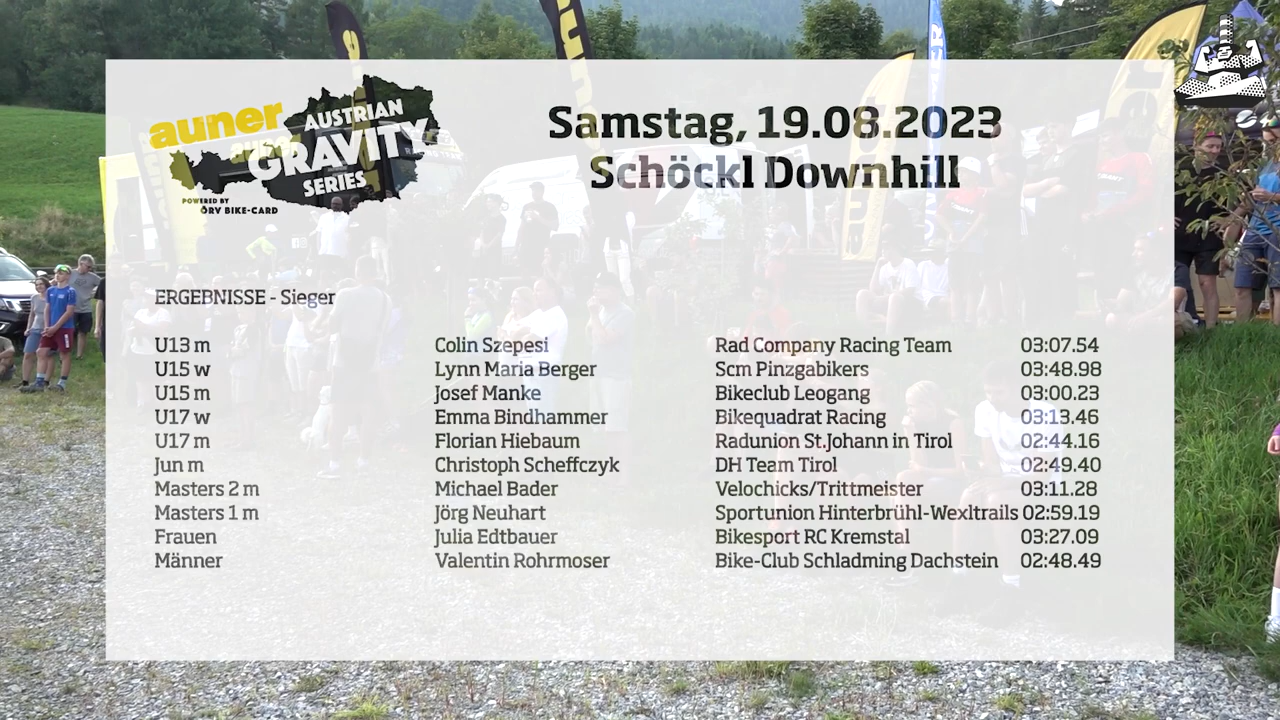 auner
AUSTRIAN
GRAVITY
SERIES
POWERED BY
ÖRV BIKE-CARD
Samstag, 19.08.2023
Schöckl Downhill
ERGEBNISSE - Sieger
U13 m Colin Szepesi Rad Company Racing Team 03:07.54
U15 w Lynn Maria Berger Scm Pinzgabikers 03:48.98
U15 m Josef Manke Bikeclub Leogang 03:00.23
U17 w Emma Bindhammer Bikequadrat Racing 03:13.46
U17 m Florian Hiebaum Radunion St.Johann in Tirol 02:44.16
Jun m Christoph Scheffczyk DH Team Tirol 02:49.40
Masters 2 m Michael Bader Velochicks/Trittmeister 03:11.28
Masters 1 m Jörg Neuhart Sportunion Hinterbrühl-Wexltrails 02:59.19
Frauen Julia Edtbauer Bikesport RC Kremstal 03:27.09
Männer Valentin Rohrmoser Bike-Club Schladming Dachstein 02:48.49